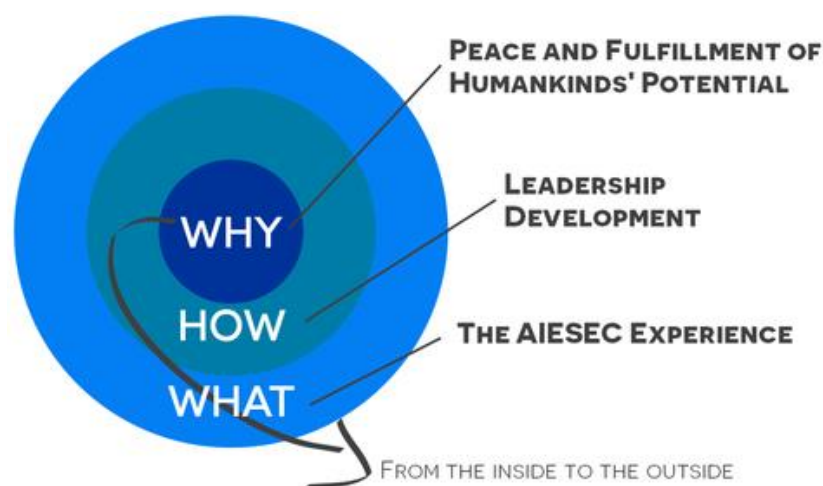 PEACE AND FULFILLMENT OF
HUMANKINDS' POTENTIAL
LEADERSHIP
DEVELOPMENT
WHY
HOW
THE AIESEC EXPERIENCE
WHAT
FROM THE INSIDE TO THE OUTSIDE